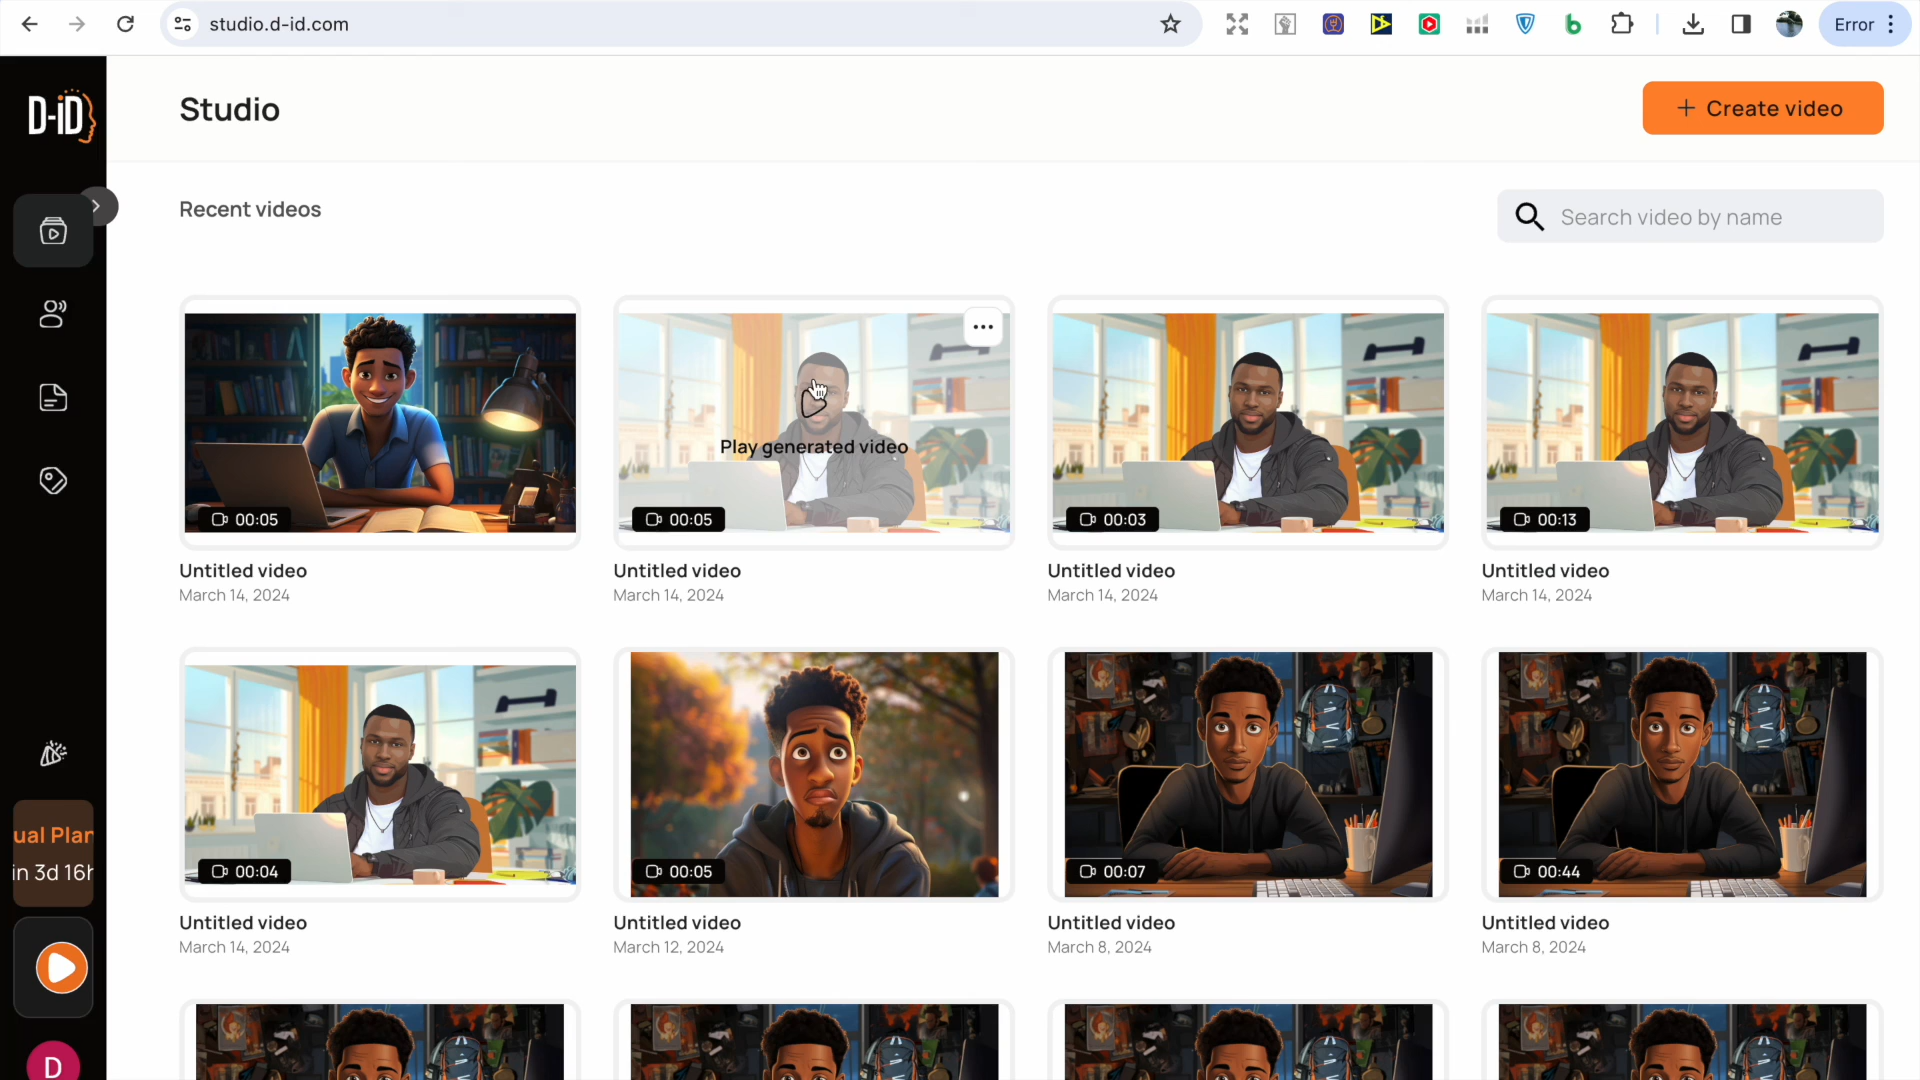 studio.d-id.com
Error
D-iD
Studio
+ Create video
Recent videos
Search video by name
Play generated video
00:05
00:05
00:03
00:13
Untitled video
Untitled video
Untitled video
Untitled video
March 14, 2024
March 14, 2024
March 14, 2024
March 14, 2024
00:04
00:05
00:07
00:44
Untitled video
Untitled video
Untitled video
Untitled video
March 14, 2024
March 12, 2024
March 8, 2024
March 8, 2024
ual Plan
in 3d 16h
D